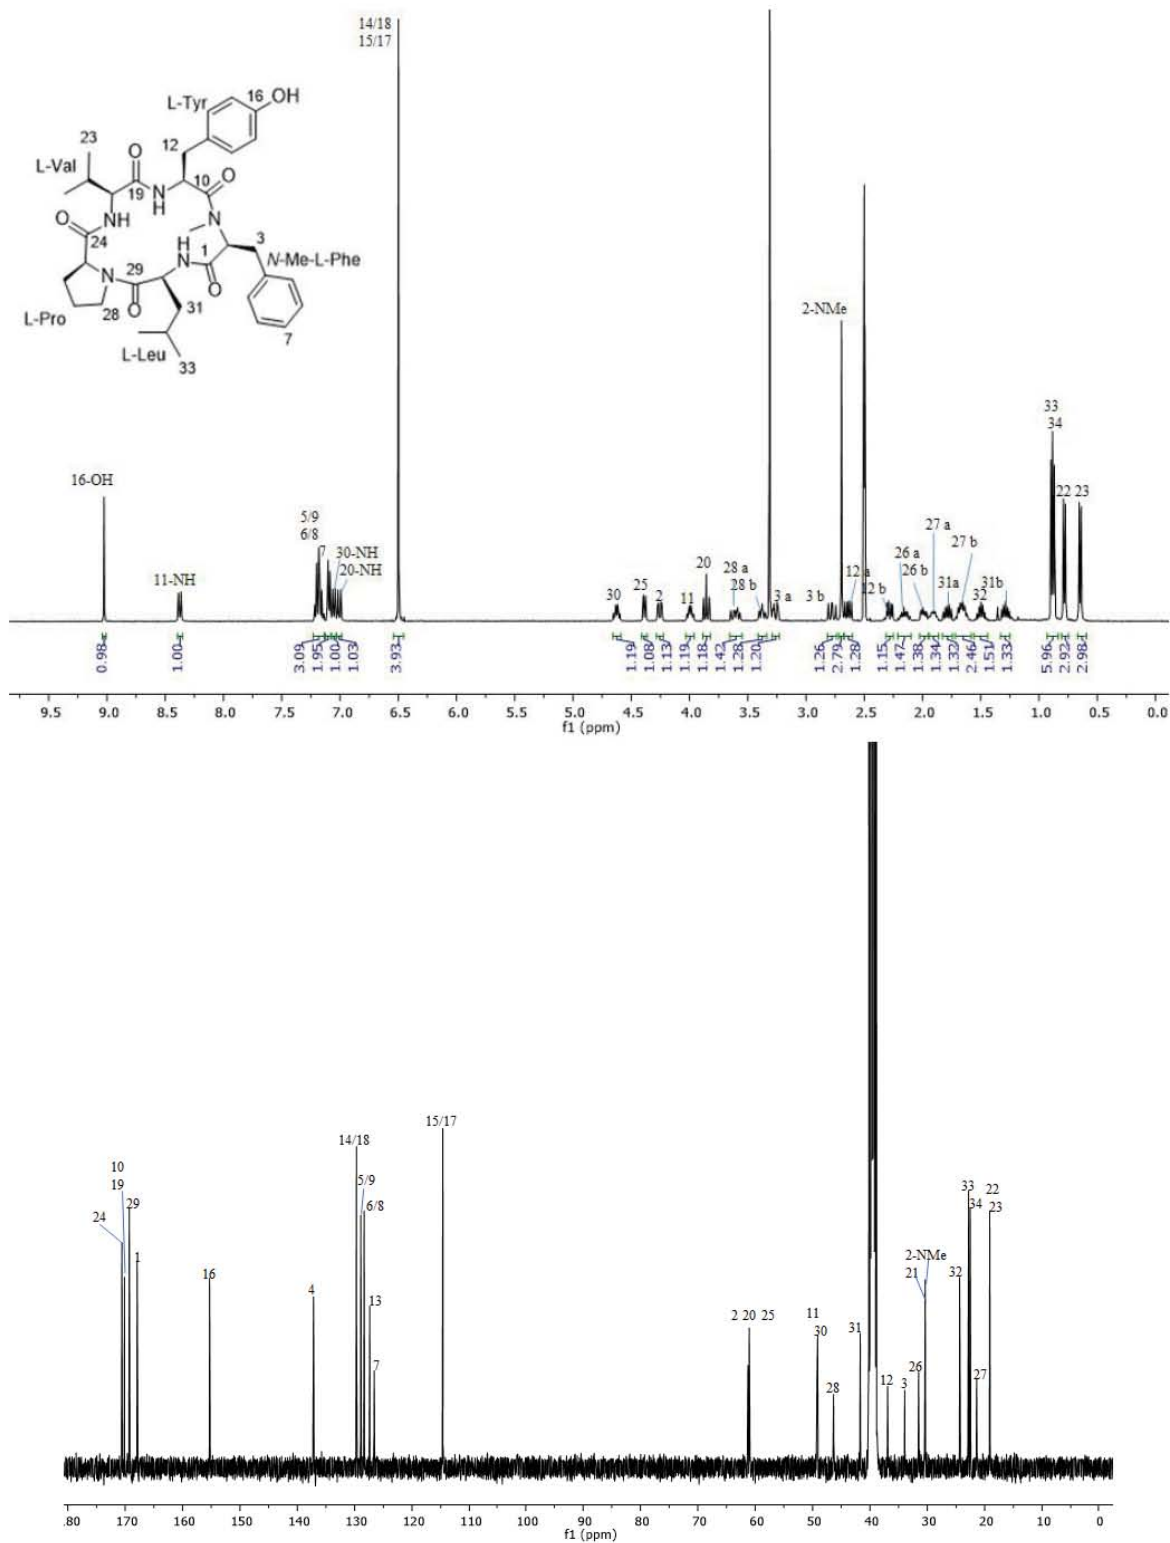 14/18
15/17
16
OH
L-Tyr
23
12
O
L-Val
10
O
19
N
H
O
NH
N
3
24
H
N
1
N-Me-L-Phe
29
N
O
O
28
31
L-Pro
7
L-Leu
33
16-OH
11-NH
5/9
6/8
7
30-NH
20-NH
30
25
2
11
20
28 a
28 b
3 a
3 b
2-NMe
12 a
12 b
26 a
26 b
27 a
27 b
31a
32
31b
33
34
22
23
0.98
1.00
3.09
1.95
1.00
1.03
3.93
1.19
1.08
1.13
1.19
1.18
1.42
1.28
1.20
1.26
2.79
1.28
1.15
1.47
1.38
1.34
1.32
2.46
1.51
1.33
5.96
2.92
2.98
9.5 9.0 8.5 8.0 7.5 7.0 6.5 6.0 5.5 5.0 4.5 4.0 3.5 3.0 2.5 2.0 1.5 1.0 0.5 0.0
f1 (ppm)
24
10
19
29
1
16
4
14/18
5/9
6/8
13
7
15/17
2 20 25
11
30
28
31
12
3
26
21
2-NMe
32
33
34
27
22
23
.80 170 160 150 140 130 120 110 100 90 80 70 60 50 40 30 20 10 0
f1 (ppm)